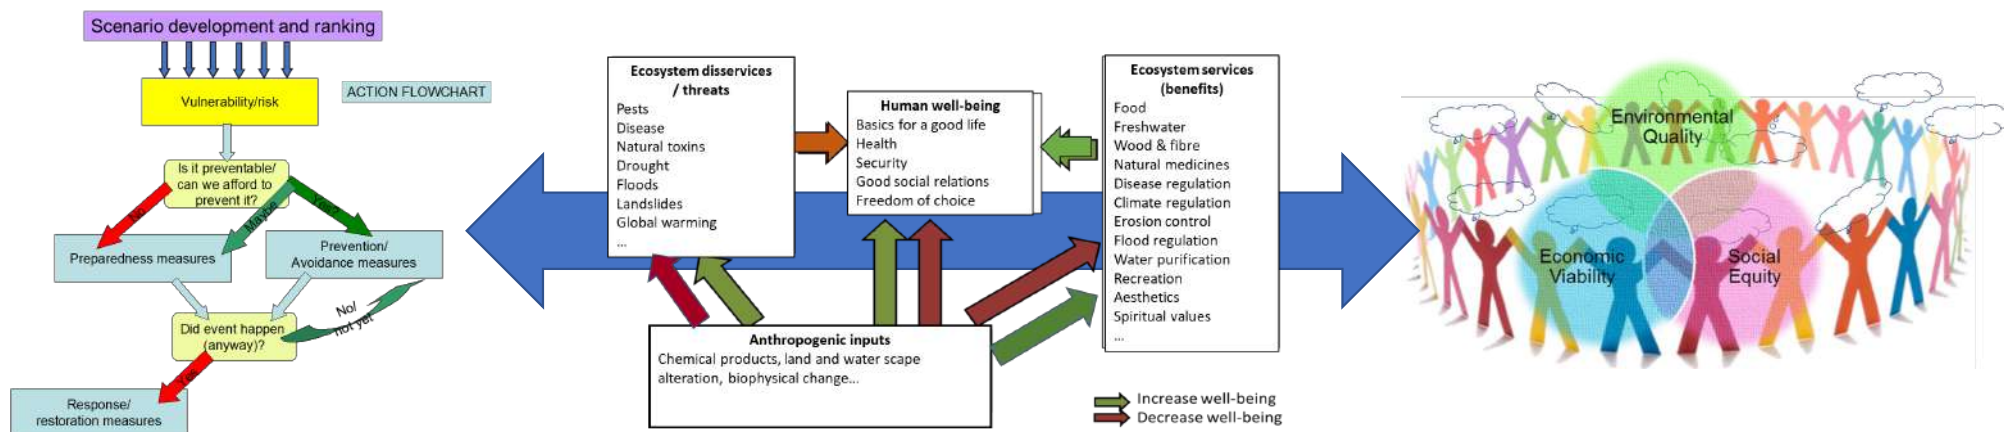 Scenario development and ranking
Vulnerability/risk
ACTION FLOWCHART
Is it preventable/
can we afford to
prevent it?
No
Maybe
Yes?
Preparedness measures
Prevention/
Avoidance measures
Did event happen
(anyway)?
No/
not yet
Yes
Response/
restoration measures
Ecosystem disservices
/ threats
Pests
Disease
Natural toxins
Drought
Floods
Landslides
Global warming
...
Human well-being
Basics for a good life
Health
Security
Good social relations
Freedom of choice
Ecosystem services
(benefits)
Food
Freshwater
Wood & fibre
Natural medicines
Disease regulation
Climate regulation
Erosion control
Flood regulation
Water purification
Recreation
Aesthetics
Spiritual values
...
Anthropogenic inputs
Chemical products, land and water scape
alteration, biophysical change...
Increase well-being
Decrease well-being
Environmental
Quality
Economic
Viability
Social
Equity